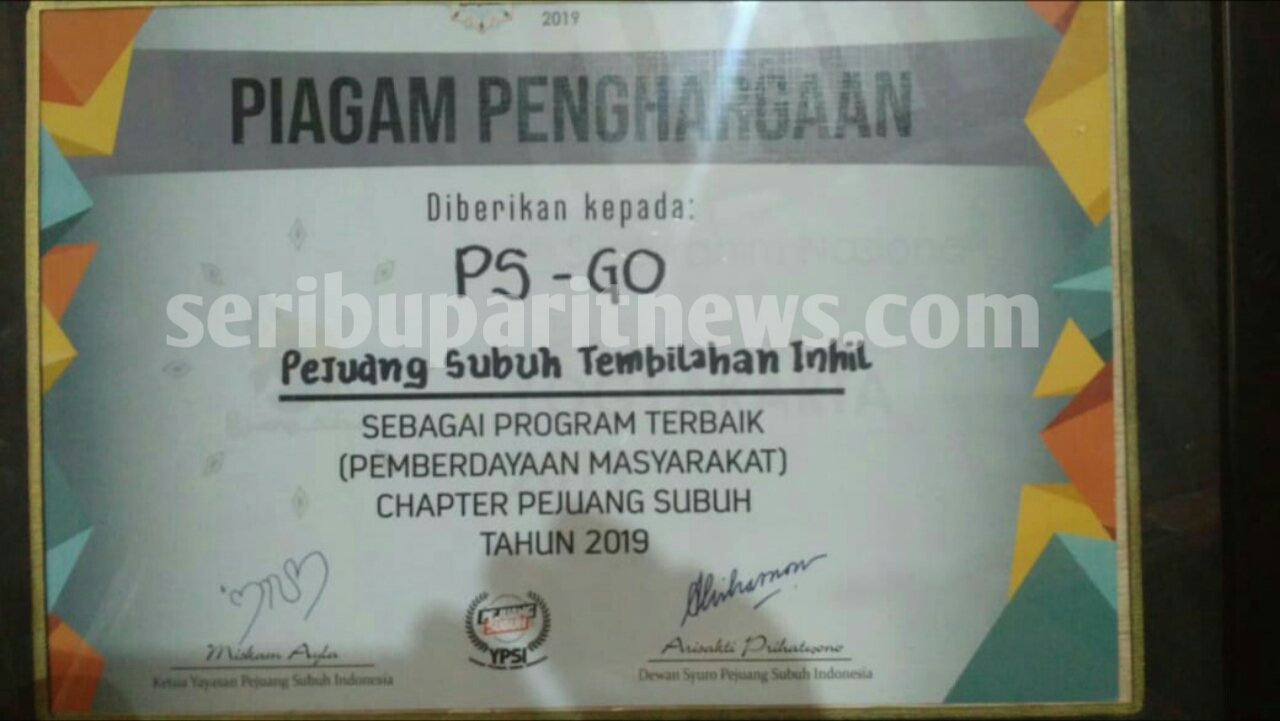 2019
PIAGAM PENGHARGAAN
Diberikan kepada:
PS - GO
seribuparitnews.com
Pejuang Subuh Tembilahan Inhil
SEBAGAI PROGRAM TERBAIK
(PEMBERDAYAAN MASYARAKAT)
CHAPTER PEJUANG SUBUH
TAHUN 2019
PEJUANG
SUBUH
YPSI
Miskam Ayla
Ketua Yayasan Pejuang Subuh Indonesia
Arisakti Prihatwono
Dewan Syuro Pejuang Subuh Indonesia